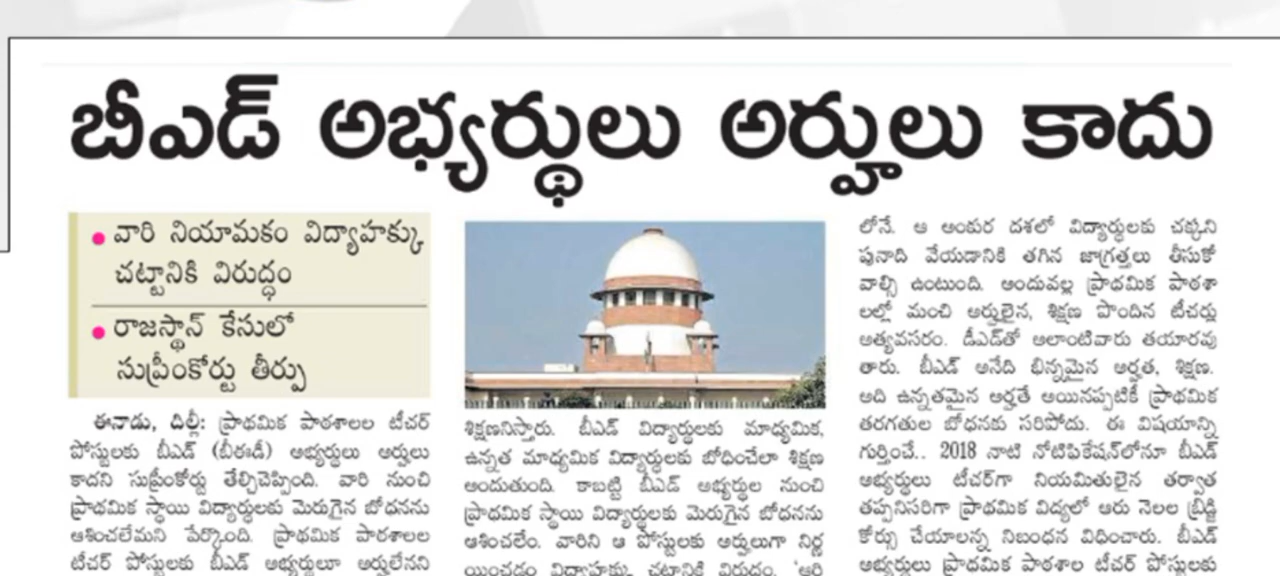 బీఎడ్ అభ్యర్థులు అర్హులు కాదు
• వారి నియామకం విద్యాహక్కు
చట్టానికి విరుద్ధం
• రాజస్థాన్ కేసులో
సుప్రీంకోర్టు తీర్పు
ఈనాడు, దిల్లీ: ప్రాథమిక పాఠశాలల టీచర్
పోస్టులకు బీఎడ్ (బీఈడీ) అభ్యర్థులు అర్హులు
కాదని సుప్రీంకోర్టు తేల్చిచెప్పింది. వారి నుంచి
ప్రాథమిక స్థాయి విద్యార్థులకు మెరుగైన బోధనను
ఆశించలేమని పేర్కొంది. ప్రాథమిక పాఠశాలల
టీచర్ పోస్టులకు బీఎడ్ అభ్యర్థులూ అర్హులేనని
శిక్షణనిస్తారు. బీఎడ్ విద్యార్థులకు మాధ్యమిక,
ఉన్నత మాధ్యమిక విద్యార్థులకు బోధించేలా శిక్షణ
అందుతుంది. కాబట్టి బీఎడ్ అభ్యర్థుల నుంచి
ప్రాథమిక స్థాయి విద్యార్థులకు మెరుగైన బోధనను
ఆశించలేం. వారిని ఆ పోస్టులకు అర్హులుగా నిర్ణ
యించడం విద్యాహక్కు చట్టానికి విరుద్ధం. 'ఆరి
లోనే. ఆ అంకుర దశలో విద్యార్థులకు చక్కని
పునాది వేయడానికి తగిన జాగ్రత్తలు తీసుకో
వాల్సి ఉంటుంది. అందువల్ల ప్రాథమిక పాఠశా
లల్లో మంచి అర్హులైన, శిక్షణ పొందిన టీచర్లు
అత్యవసరం. డీఎడ్‌తో అలాంటివారు తయారవు
తారు. బీఎడ్ అనేది భిన్నమైన అర్హత, శిక్షణ.
అది ఉన్నతమైన అర్హతే అయినప్పటికీ ప్రాథమిక
తరగతుల బోధనకు సరిపోదు. ఈ విషయాన్ని
గుర్తించే.. 2018 నాటి నోటిఫికేషన్‌లోనూ బీఎడ్
అభ్యర్థులు టీచర్‌గా నియమితులైన తర్వాత
తప్పనిసరిగా ప్రాథమిక విద్యలో ఆరు నెలల బ్రిడ్జి
కోర్సు చేయాలన్న నిబంధన విధించారు. బీఎడ్
అభ్యర్థులు ప్రాథమిక పాఠశాల టీచర్ పోస్టులకు